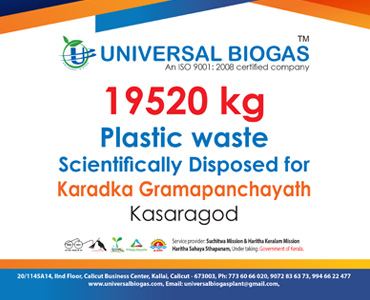 UNIVERSAL BIOGAS TM
An ISO 9001: 2008 certified company
19520 kg
Plastic waste
Scientifically Disposed for
Karadka Gramapanchayath
Kasaragod
Service provider: Suchitwa Mission & Haritha Keralam Mission
Haritha Sahaya Sthapanam, Under taking: Government of Kerala.
20/1145A14, IInd Floor, Calicut Business Center, Kallai, Calicut - 673003, Ph: 773 60 66 020, 9072 83 63 73, 994 66 22 477
www.universalbiogas.com, Email: universalbiogasplant@gmail.com,